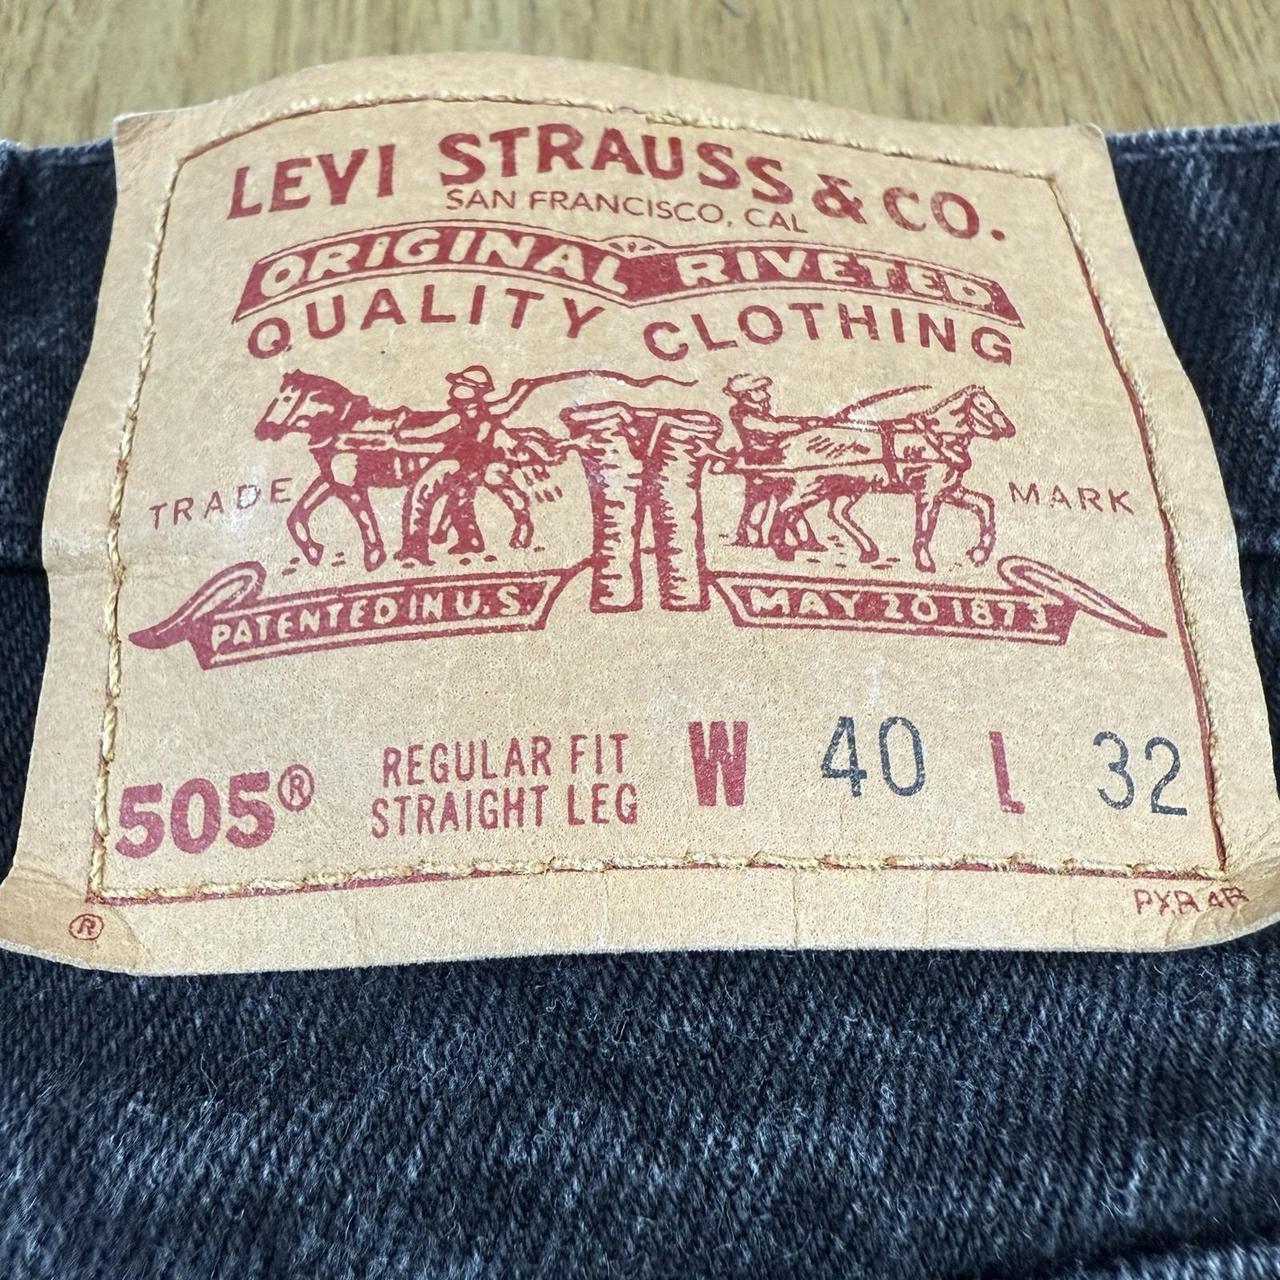 LEVI STRAUSS & CO.
SAN FRANCISCO, CAL
ORIGINAL RIVETED
QUALITY CLOTHING
TRADE MARK
PATENTED IN U.S. MAY 20 1873
505® REGULAR FIT STRAIGHT LEG W 40 L 32
®